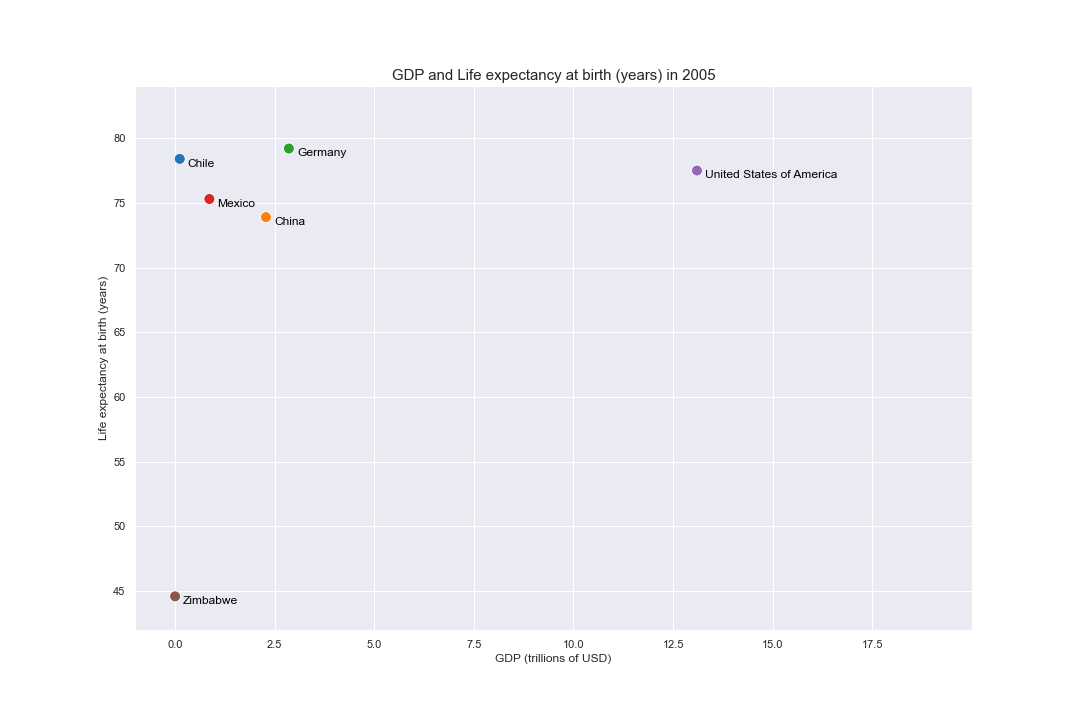 GDP and Life expectancy at birth (years) in 2005
80
Chile
Germany
United States of America
75
Mexico
China
70
65
Life expectancy at birth (years)
60
55
50
45
Zimbabwe
0.0 2.5 5.0 7.5 10.0 12.5 15.0 17.5
GDP (trillions of USD)